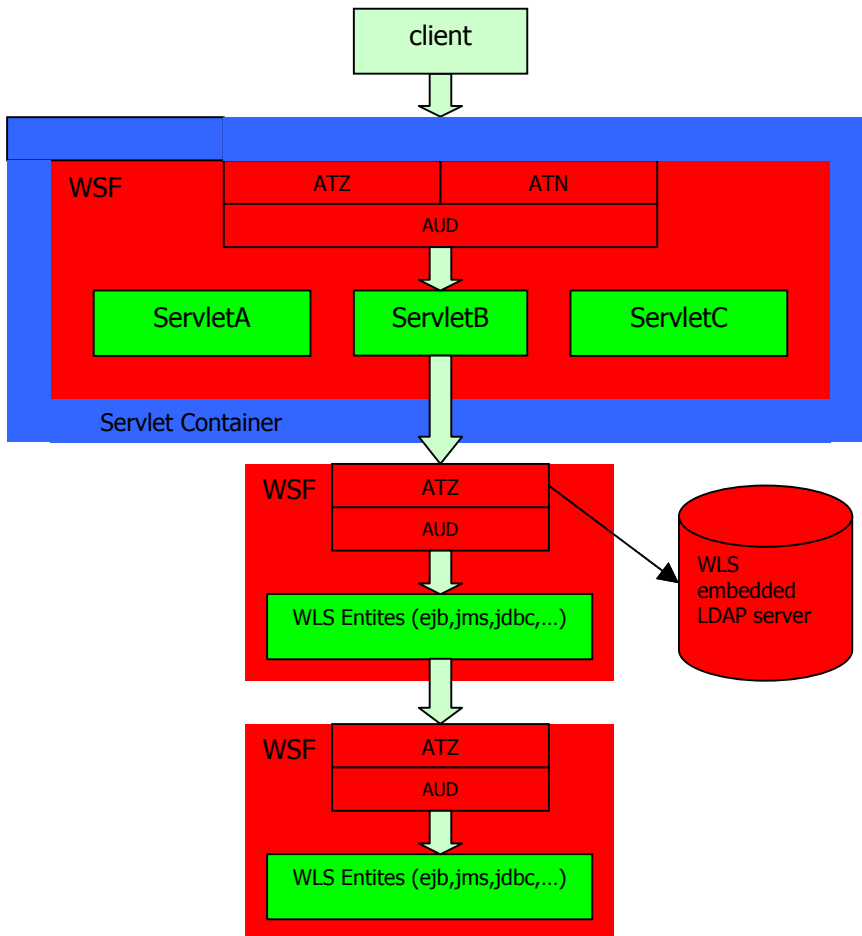 client
WSF
ATZ
ATN
AUD
ServletA
ServletB
ServletC
Servlet Container
WSF
ATZ
AUD
WLS Entites (ejb,jms,jdbc,...)
WLS
embedded
LDAP server
WSF
ATZ
AUD
WLS Entites (ejb,jms,jdbc,...)